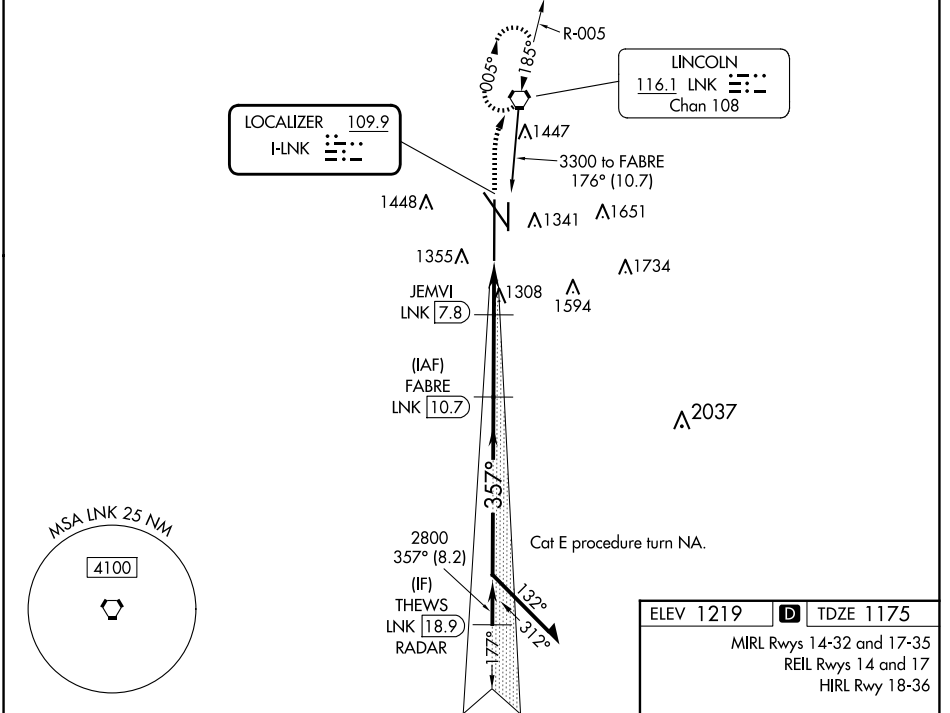 R-005
005°
185°
LINCOLN
116.1 LNK
Chan 108
LOCALIZER 109.9
I-LNK
1447
3300 to FABRE
176° (10.7)
1448
1341
1651
1355
1734
JEMVI
LNK 7.8
1308
1594
(IAF)
FABRE
LNK 10.7
2037
357°
MSA LNK 25 NM
4100
2800
357° (8.2)
Cat E procedure turn NA.
(IF)
THEWS
LNK 18.9
RADAR
132°
312°
177°
ELEV 1219 D TDZE 1175
MIRL Rwys 14-32 and 17-35
REIL Rwys 14 and 17
HIRL Rwy 18-36